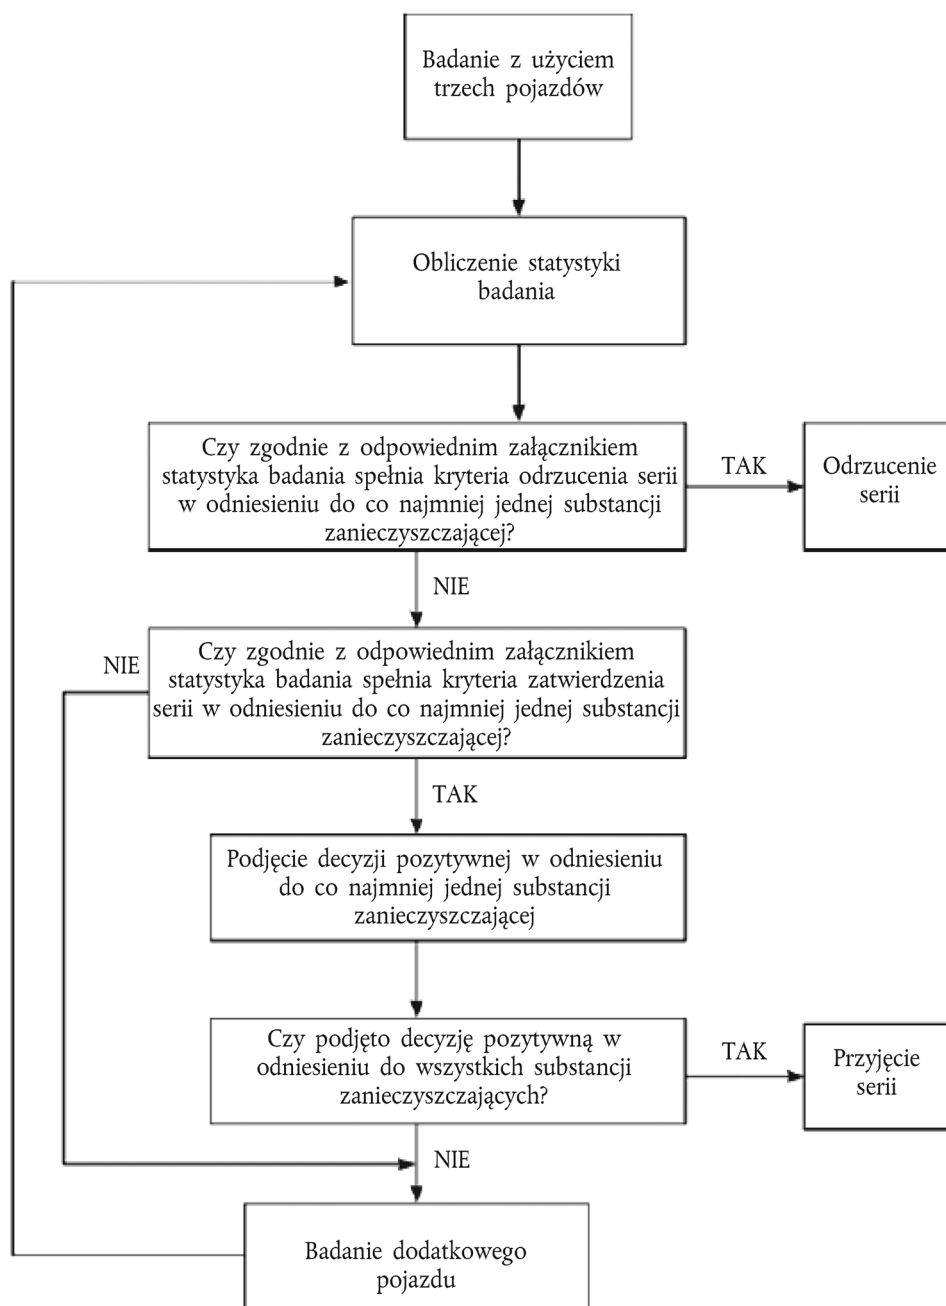 Badanie z użyciem
trzech pojazdów
Obliczenie statystyki
badania
Czy zgodnie z odpowiednim załącznikiem
statystyka badania spełnia kryteria odrzucenia serii
w odniesieniu do co najmniej jednej substancji
zanieczyszczającej?
TAK
Odrzucenie
serii
NIE
Czy zgodnie z odpowiednim załącznikiem
statystyka badania spełnia kryteria zatwierdzenia
serii w odniesieniu do co najmniej jednej substancji
zanieczyszczającej?
NIE
TAK
Podjęcie decyzji pozytywnej w odniesieniu
do co najmniej jednej substancji
zanieczyszczającej
Czy podjęto decyzję pozytywną w
odniesieniu do wszystkich substancji
zanieczyszczających?
TAK
Przyjęcie
serii
NIE
Badanie dodatkowego
pojazdu